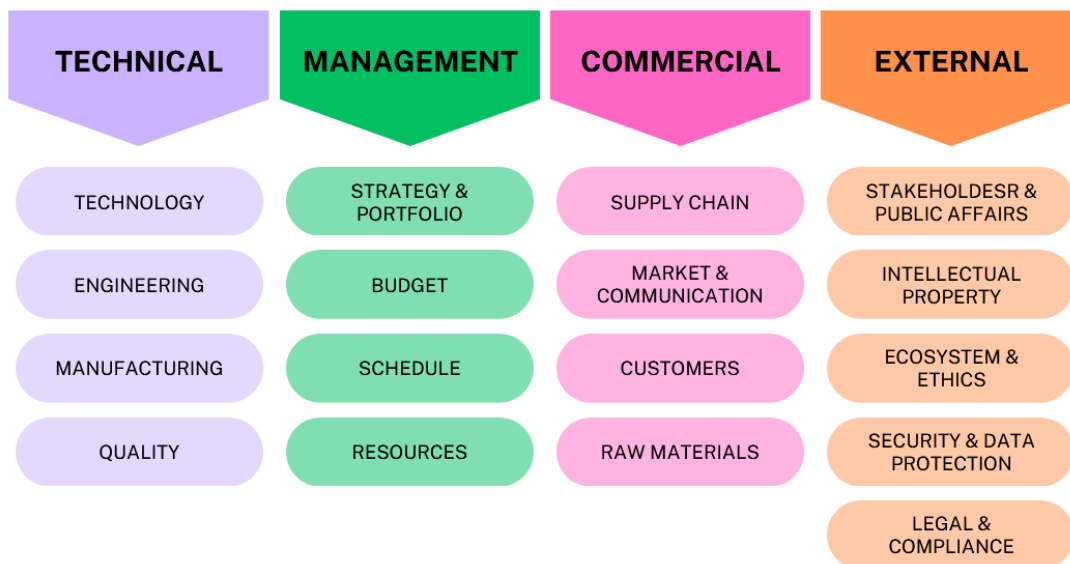 TECHNICAL
TECHNOLOGY
ENGINEERING
MANUFACTURING
QUALITY
MANAGEMENT
STRATEGY &
PORTFOLIO
BUDGET
SCHEDULE
RESOURCES
COMMERCIAL
SUPPLY CHAIN
MARKET &
COMMUNICATION
CUSTOMERS
RAW MATERIALS
EXTERNAL
STAKEHOLDESR &
PUBLIC AFFAIRS
INTELLECTUAL
PROPERTY
ECOSYSTEM &
ETHICS
SECURITY & DATA
PROTECTION
LEGAL &
COMPLIANCE